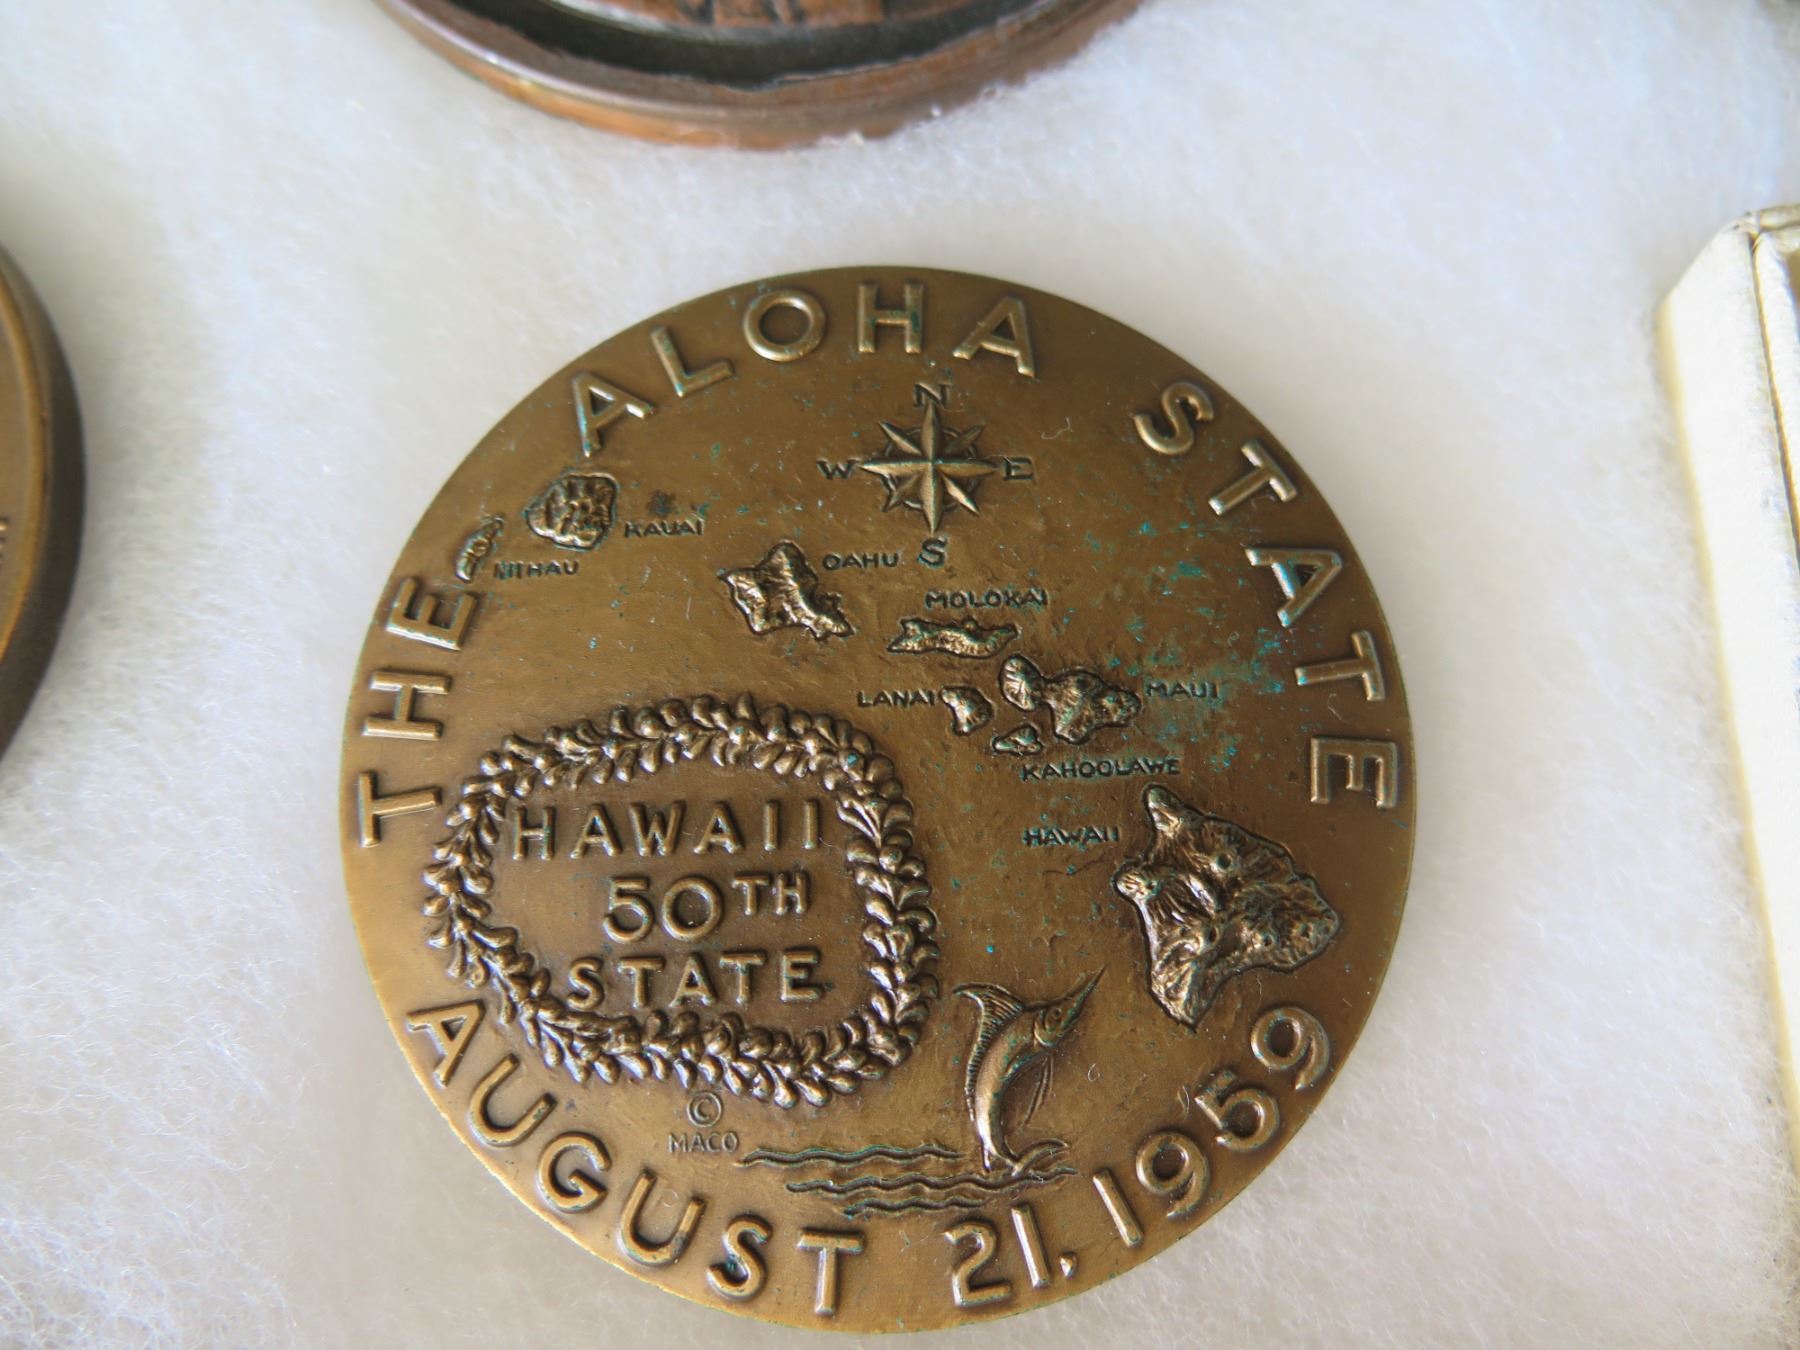 THE ALOHA STATE
N
W E
S
KAUAI
NIIHAU
OAHU
MOLOKAI
LANAI
MAUI
KAHOOLAWE
HAWAII
HAWAII
50TH
STATE
©
MACO
AUGUST 21, 1959